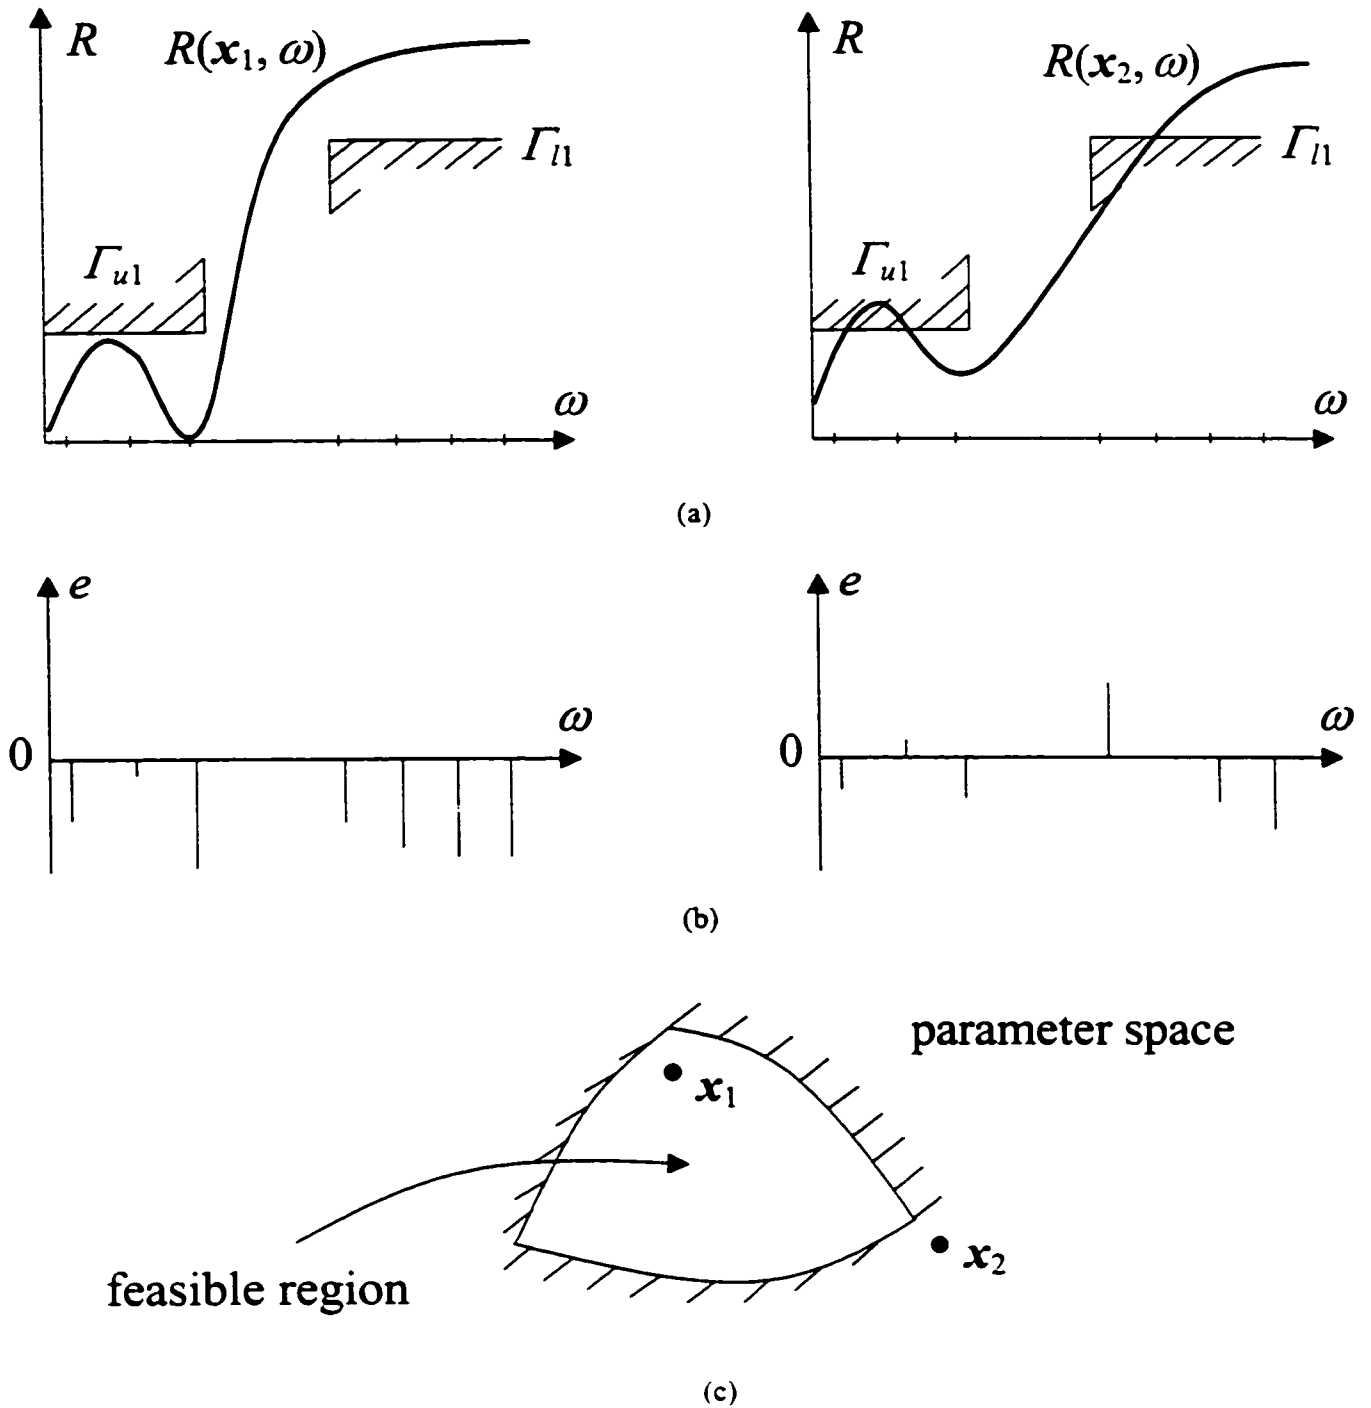 R
R(x₁, ω)
Γl1
Γu1
ω
R
R(x₂, ω)
Γl1
Γu1
ω
(a)
e
0
ω
e
0
ω
(b)
parameter space
x₁
x₂
feasible region
(c)